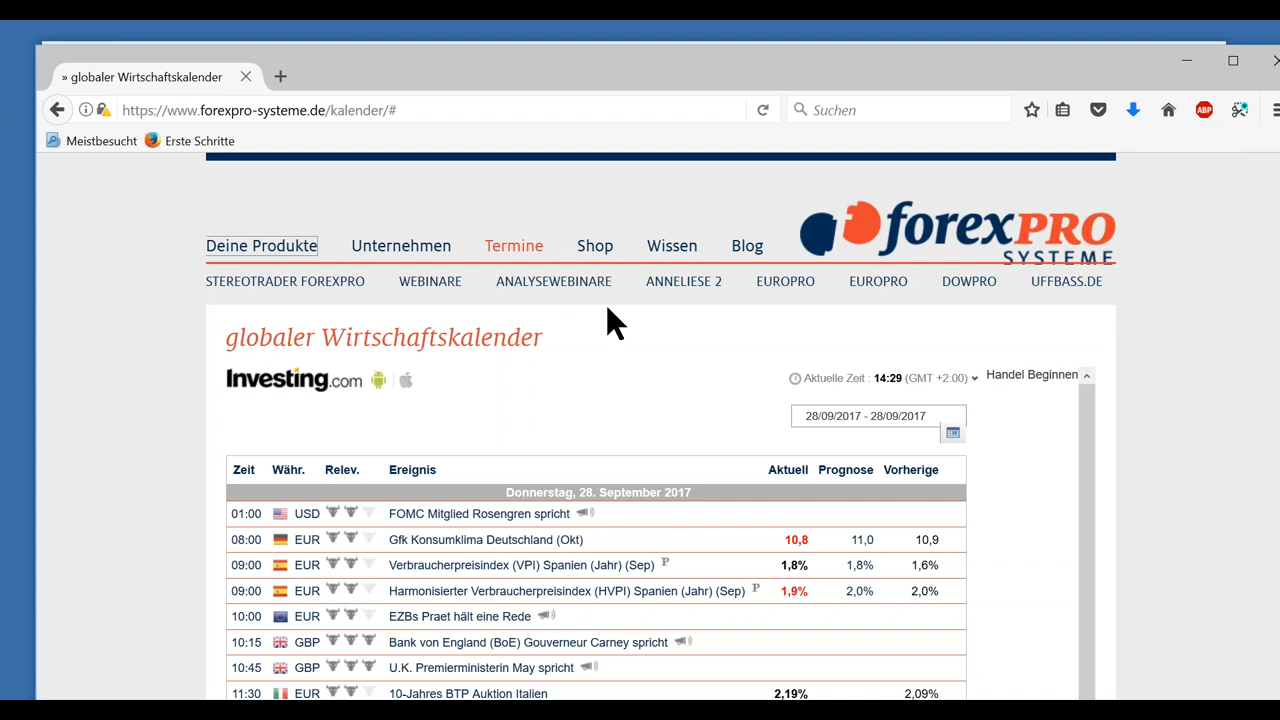 » globaler Wirtschaftskalender
https://www.forexpro-systeme.de/kalender/#
Suchen
ABP
Meistbesucht Erste Schritte
forexPRO
SYSTEME
Deine Produkte Unternehmen Termine Shop Wissen Blog
STEREOTRADER FOREXPRO WEBINARE ANALYSEWEBINARE ANNELIESE 2 EUROPRO EUROPRO DOWPRO UFFBASS.DE
globaler Wirtschaftskalender
Investing.com Aktuelle Zeit : 14:29 (GMT +2:00) Handel Beginnen
28/09/2017 - 28/09/2017
Zeit Währ. Relev. Ereignis Aktuell Prognose Vorherige
Donnerstag, 28. September 2017
01:00 USD FOMC Mitglied Rosengren spricht
08:00 EUR Gfk Konsumklima Deutschland (Okt) 10,8 11,0 10,9
09:00 EUR Verbraucherpreisindex (VPI) Spanien (Jahr) (Sep) P 1,8% 1,8% 1,6%
09:00 EUR Harmonisierter Verbraucherpreisindex (HVPI) Spanien (Jahr) (Sep) P 1,9% 2,0% 2,0%
10:00 EUR EZBs Praet hält eine Rede
10:15 GBP Bank von England (BoE) Gouverneur Carney spricht
10:45 GBP U.K. Premierministerin May spricht
11:30 EUR 10-Jahres BTP Auktion Italien 2,19% 2,09%